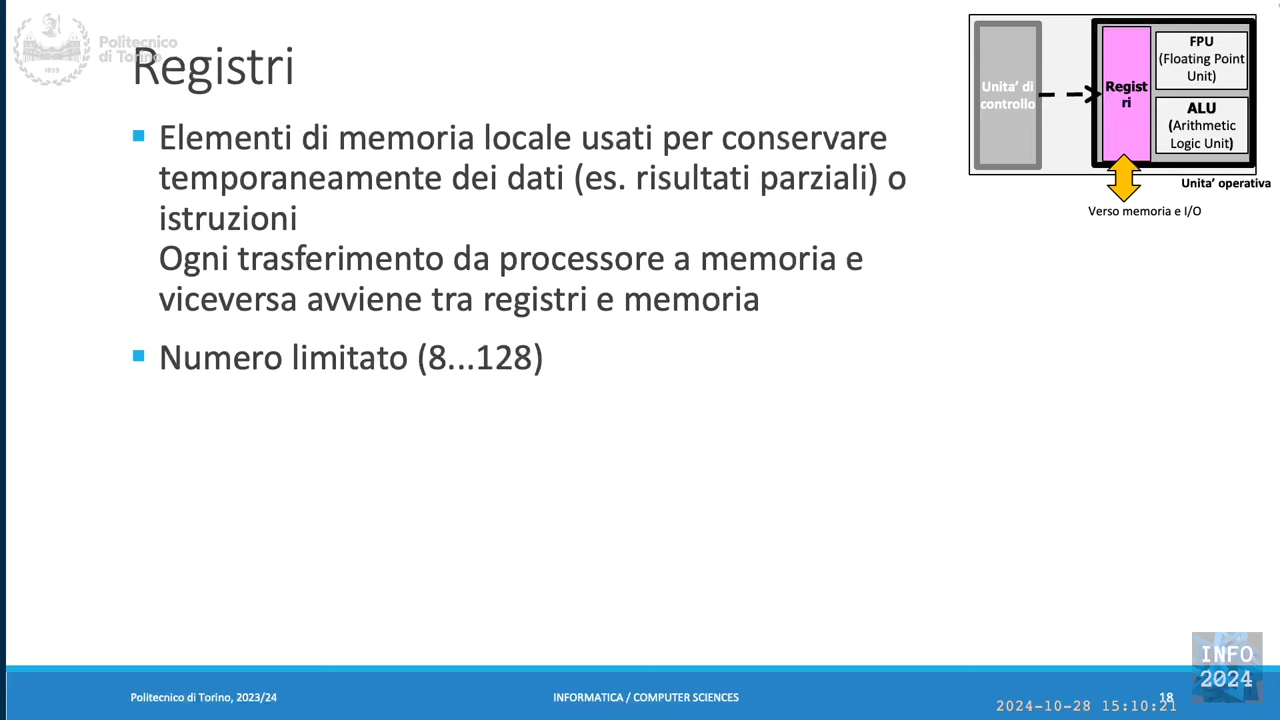 Politecnico
di Torino
1859
Registri
Elementi di memoria locale usati per conservare
temporaneamente dei dati (es. risultati parziali) o
istruzioni
Ogni trasferimento da processore a memoria e
viceversa avviene tra registri e memoria
Numero limitato (8...128)
Unita’ di
controllo
Regist
ri
FPU
(Floating Point
Unit)
ALU
(Arithmetic
Logic Unit)
Unita’ operativa
Verso memoria e I/O
Politecnico di Torino, 2023/24
INFORMATICA / COMPUTER SCIENCES
18
INFO
2024
2024-10-28 15:10:21